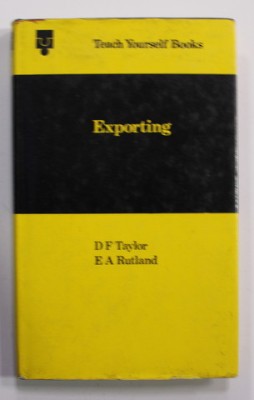 Teach Yourself Books
Exporting
D F Taylor
E A Rutland